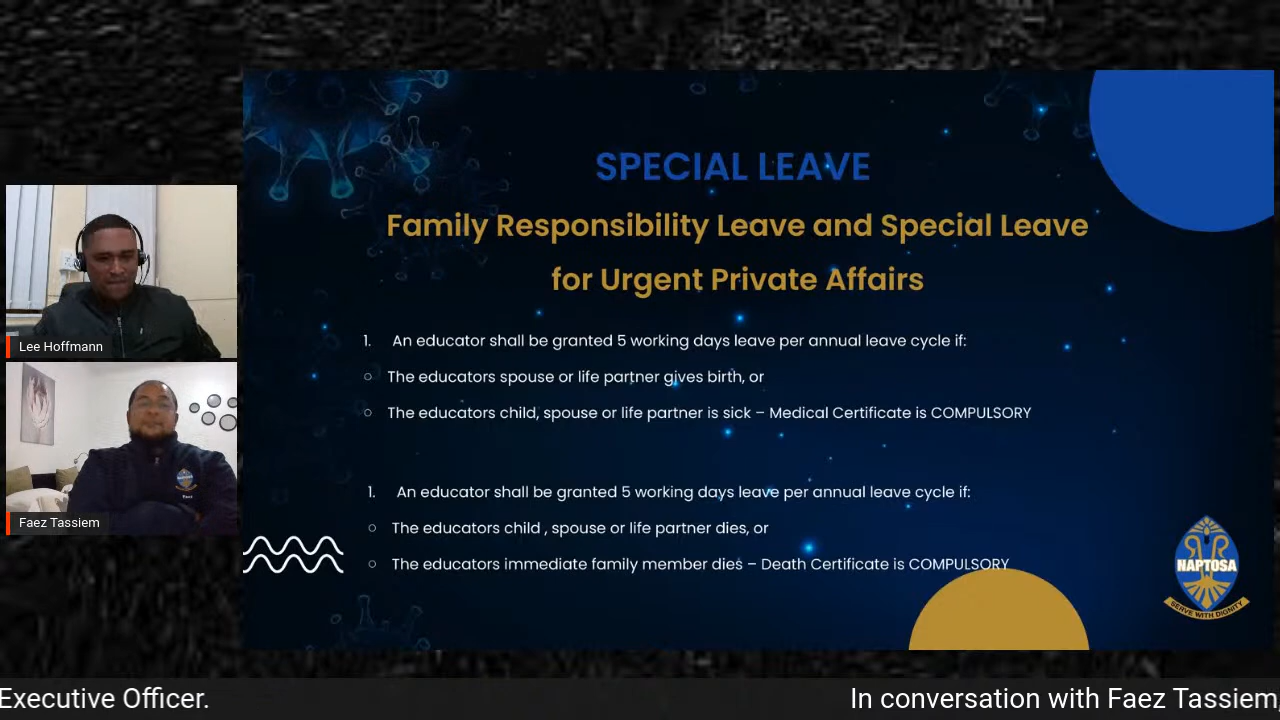 SPECIAL LEAVE
Family Responsibility Leave and Special Leave
for Urgent Private Affairs
1. An educator shall be granted 5 working days leave per annual leave cycle if:
○ The educators spouse or life partner gives birth, or
○ The educators child, spouse or life partner is sick – Medical Certificate is COMPULSORY
1. An educator shall be granted 5 working days leave per annual leave cycle if:
○ The educators child , spouse or life partner dies, or
○ The educators immediate family member dies – Death Certificate is COMPULSORY
NAPTOSA
SERVE WITH DIGNITY
Lee Hoffmann
Faez Tassiem
Executive Officer.
In conversation with Faez Tassiem,